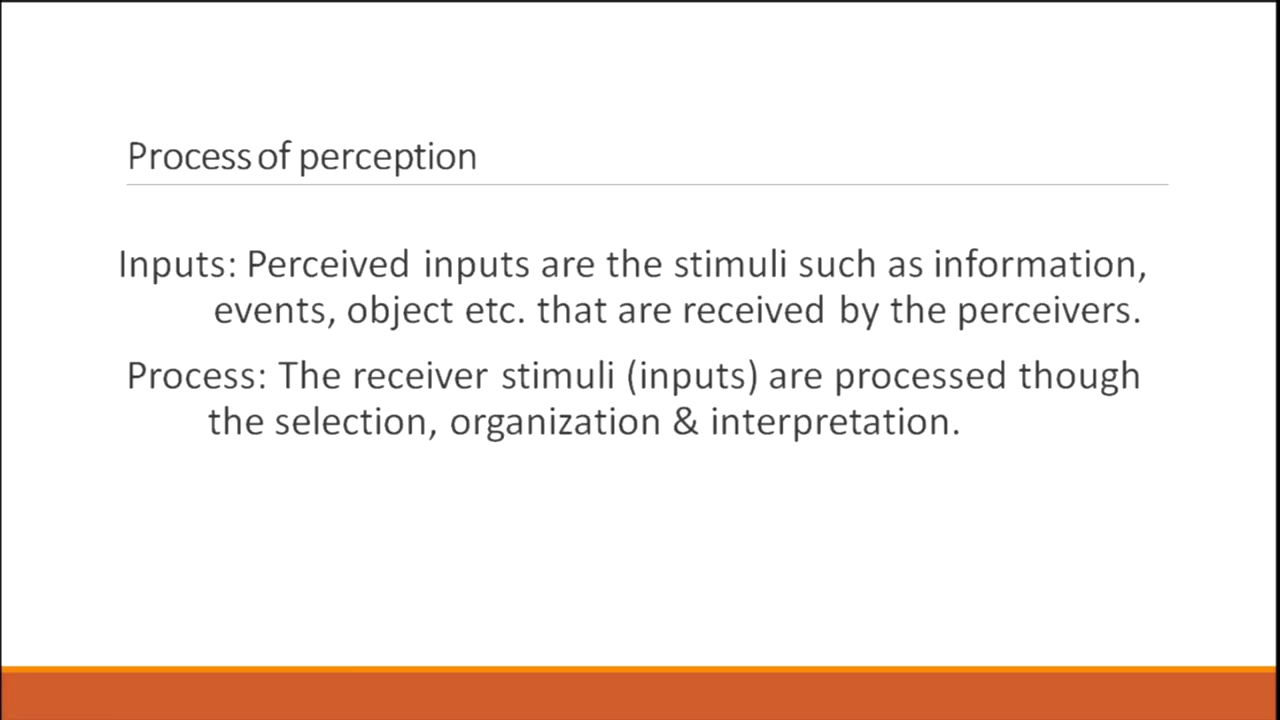 Process of perception
Inputs: Perceived inputs are the stimuli such as information,
events, object etc. that are received by the perceivers.
Process: The receiver stimuli (inputs) are processed though
the selection, organization & interpretation.